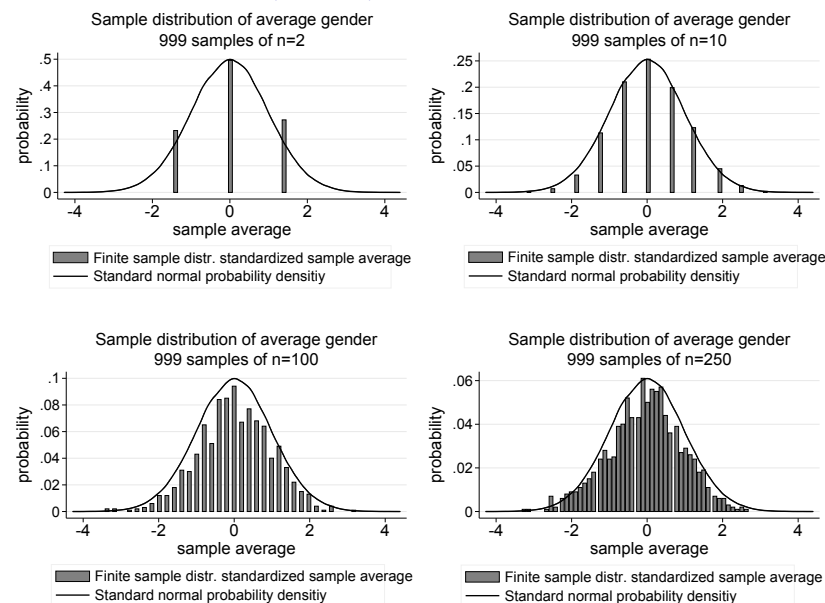 Sample distribution of average gender
999 samples of n=2
probability
.5
.4
.3
.2
.1
0
-4 -2 0 2 4
sample average
Finite sample distr. standardized sample average
Standard normal probability densitiy
Sample distribution of average gender
999 samples of n=10
probability
.25
.2
.15
.1
.05
0
-4 -2 0 2 4
sample average
Finite sample distr. standardized sample average
Standard normal probability densitiy
Sample distribution of average gender
999 samples of n=100
probability
.1
.08
.06
.04
.02
0
-4 -2 0 2 4
sample average
Finite sample distr. standardized sample average
Standard normal probability densitiy
Sample distribution of average gender
999 samples of n=250
probability
.06
.04
.02
0
-4 -2 0 2 4
sample average
Finite sample distr. standardized sample average
Standard normal probability densitiy